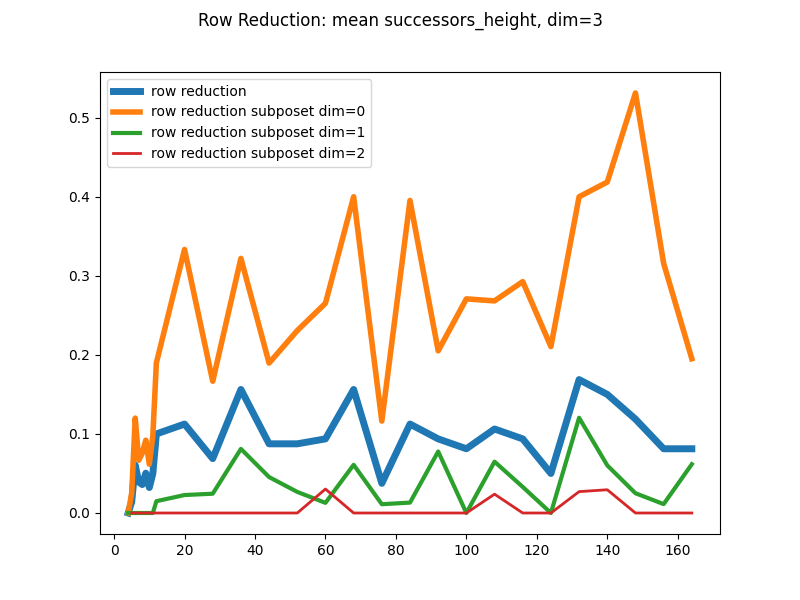 Row Reduction: mean successors_height, dim=3
row reduction
row reduction subposet dim=0
row reduction subposet dim=1
row reduction subposet dim=2
0.5
0.4
0.3
0.2
0.1
0.0
0 20 40 60 80 100 120 140 160